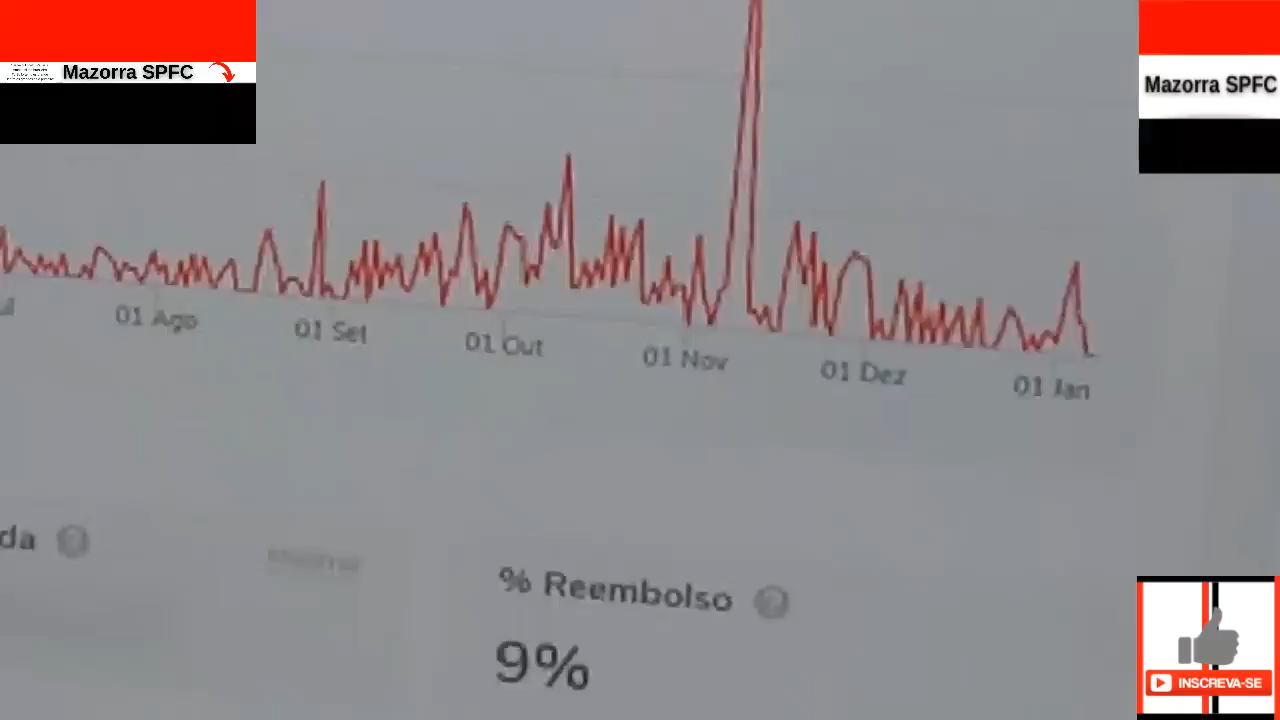 Mazorra SPFC
Mazorra SPFC
ul
01 Ago
01 Set
01 Out
01 Nov
01 Dez
01 Jan
da
% Reembolso
9%
INSCREVA-SE